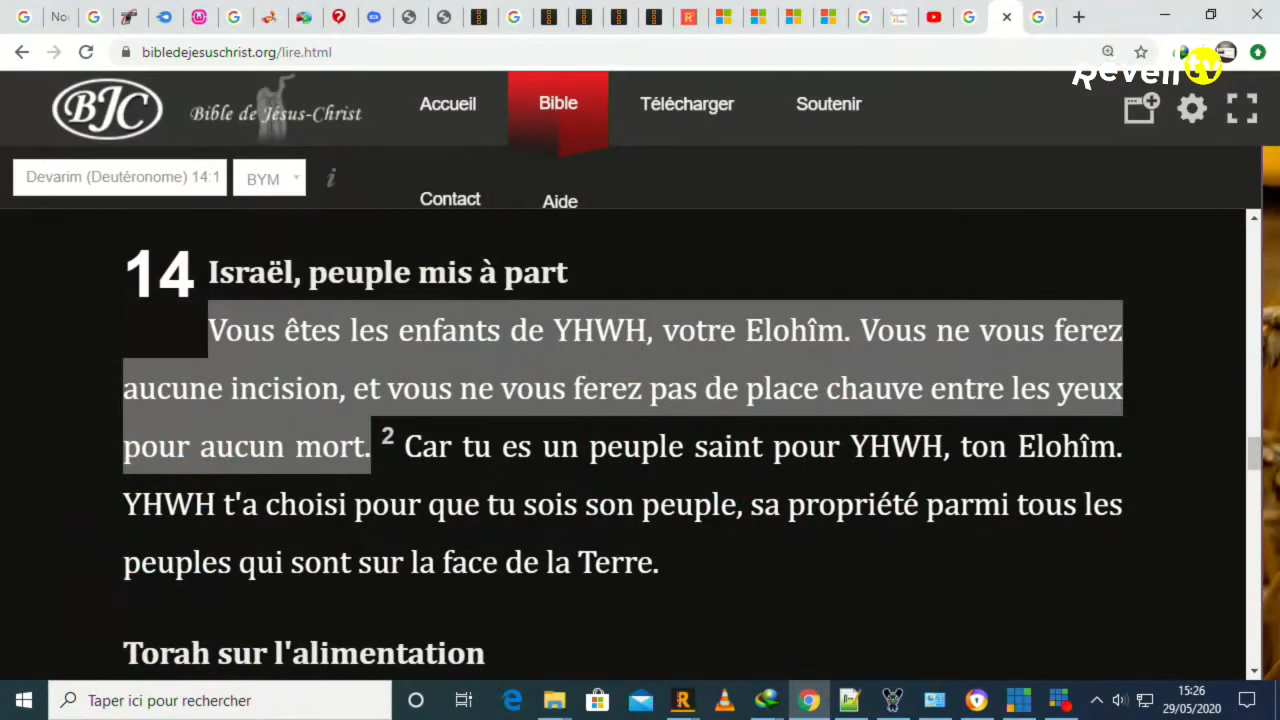 No
bibledejesuschrist.org/lire.html
Réveil tv
BJC
Bible de Jésus-Christ
Accueil
Bible
Télécharger
Soutenir
Devarim (Deutéronome) 14:1
BYM
i
Contact
Aide
14 Israël, peuple mis à part
Vous êtes les enfants de YHWH, votre Elohîm. Vous ne vous ferez
aucune incision, et vous ne vous ferez pas de place chauve entre les yeux
pour aucun mort. 2 Car tu es un peuple saint pour YHWH, ton Elohîm.
YHWH t'a choisi pour que tu sois son peuple, sa propriété parmi tous les
peuples qui sont sur la face de la Terre.
Torah sur l'alimentation
Taper ici pour rechercher
15:26
29/05/2020